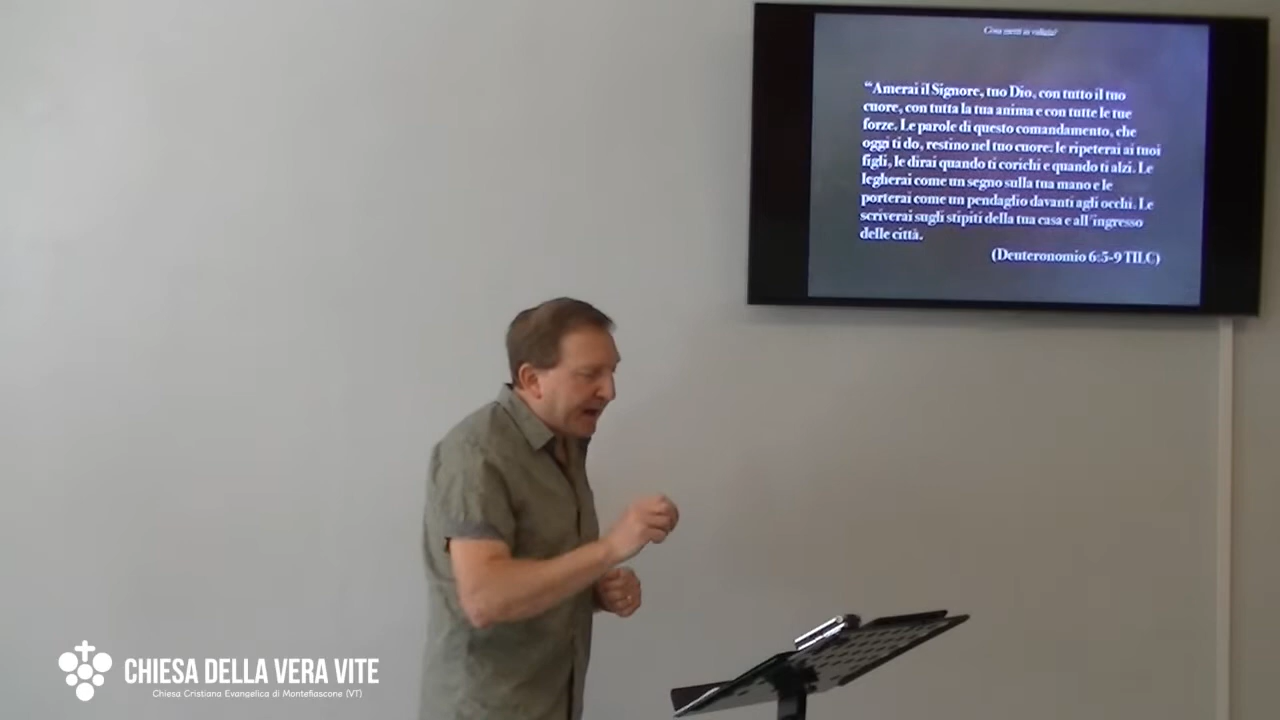 Cosa metti in valigia?
“Amerai il Signore, tuo Dio, con tutto il tuo
cuore, con tutta la tua anima e con tutte le tue
forze. Le parole di questo comandamento, che
oggi ti do, restino nel tuo cuore: le ripeterai ai tuoi
figli, le dirai quando ti corichi e quando ti alzi. Le
legherai come un segno sulla tua mano e le
porterai come un pendaglio davanti agli occhi. Le
scriverai sugli stipiti della tua casa e all'ingresso
delle città.
(Deuteronomio 6:5-9 TILC)
CHIESA DELLA VERA VITE
Chiesa Cristiana Evangelica di Montefiascone (VT)